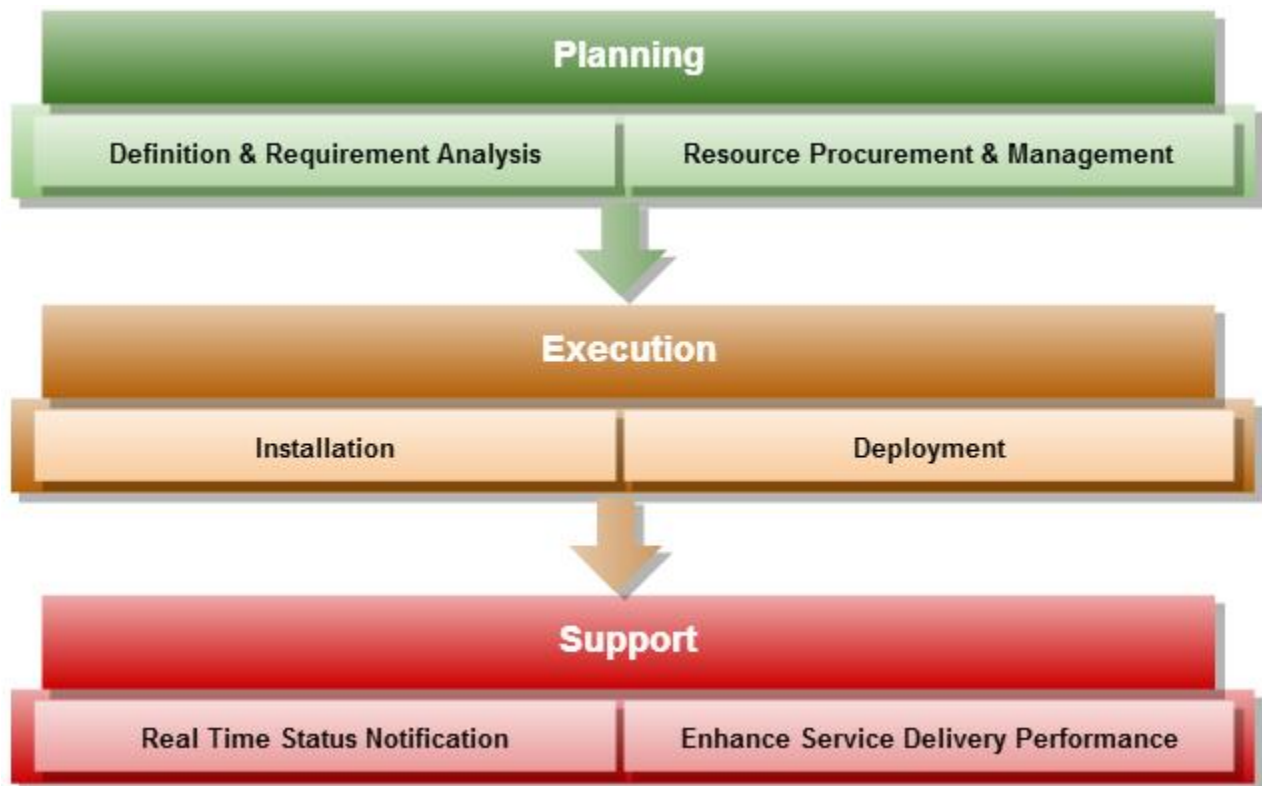 Planning
Definition & Requirement Analysis
Resource Procurement & Management
Execution
Installation
Deployment
Support
Real Time Status Notification
Enhance Service Delivery Performance